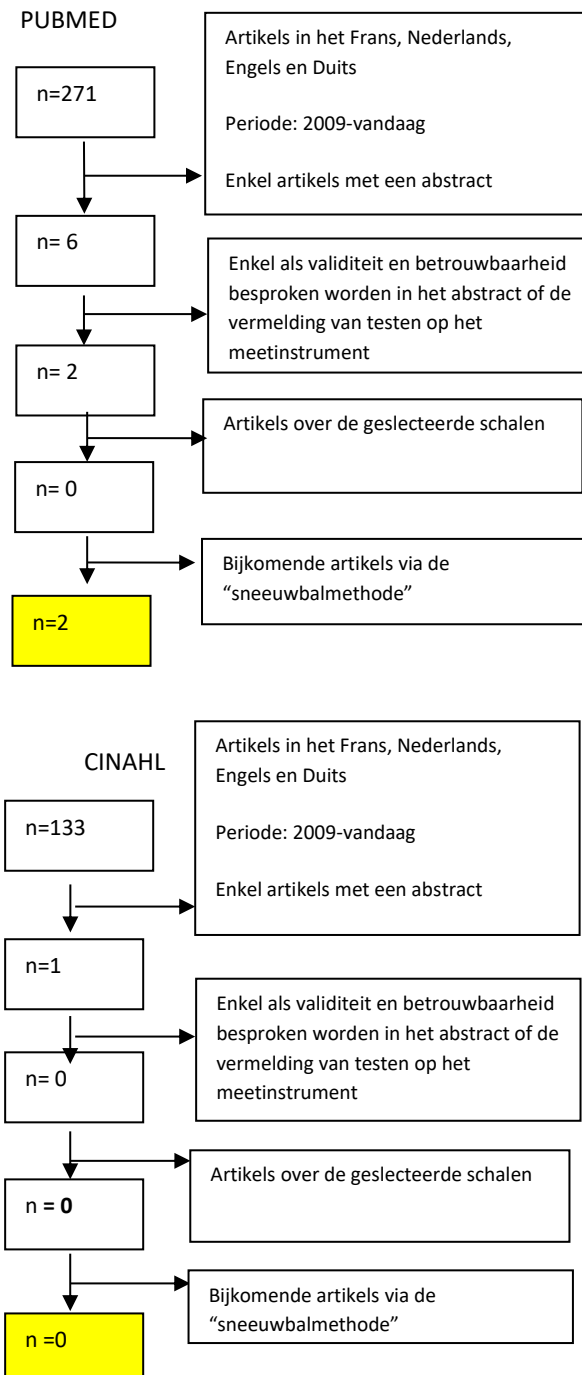 PUBMED
n=271
Artikels in het Frans, Nederlands,
Engels en Duits
Periode: 2009-vandaag
Enkel artikels met een abstract
n= 6
Enkel als validiteit en betrouwbaarheid
besproken worden in het abstract of de
vermelding van testen op het
meetinstrument
n= 2
Artikels over de geslecteerde schalen
n= 0
Bijkomende artikels via de
“sneeuwbalmethode”
n=2
CINAHL
n=133
Artikels in het Frans, Nederlands,
Engels en Duits
Periode: 2009-vandaag
Enkel artikels met een abstract
n=1
Enkel als validiteit en betrouwbaarheid
besproken worden in het abstract of de
vermelding van testen op het
meetinstrument
n= 0
Artikels over de geslecteerde schalen
n = 0
Bijkomende artikels via de
“sneeuwbalmethode”
n =0